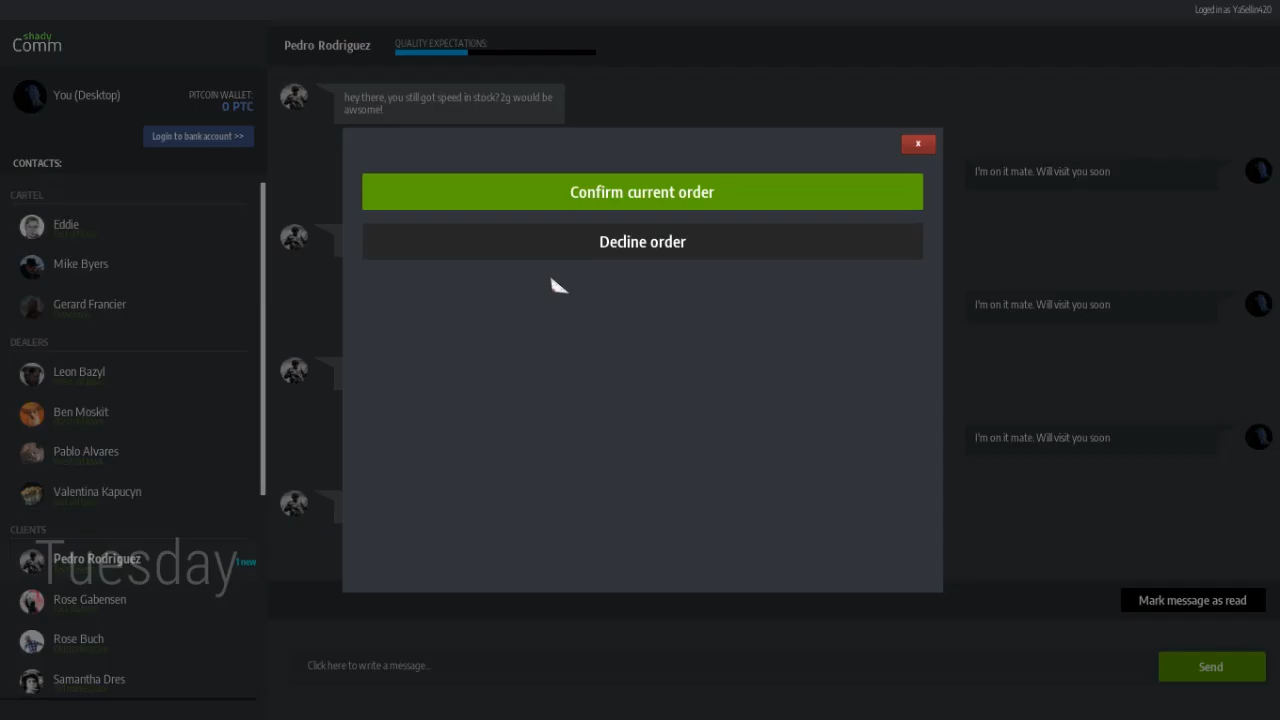 Loged in as YaSellin420
shady
Comm
Pedro Rodriguez
QUALITY EXPECTATIONS:
You (Desktop)
PITCOIN WALLET:
0 PTC
Login to bank account >>
hey there, you still got speed in stock? 2g would be
awsome!
x
Confirm current order
Decline order
I'm on it mate. Will visit you soon
I'm on it mate. Will visit you soon
I'm on it mate. Will visit you soon
CONTACTS:
CARTEL
Eddie
Mike Byers
Gerard Francier
DEALERS
Leon Bazyl
Ben Moskit
Pablo Alvares
Valentina Kapucyn
CLIENTS
Pedro Rodriguez
1 new
Tuesday
Rose Gabensen
Rose Buch
Samantha Dres
Mark message as read
Click here to write a message...
Send